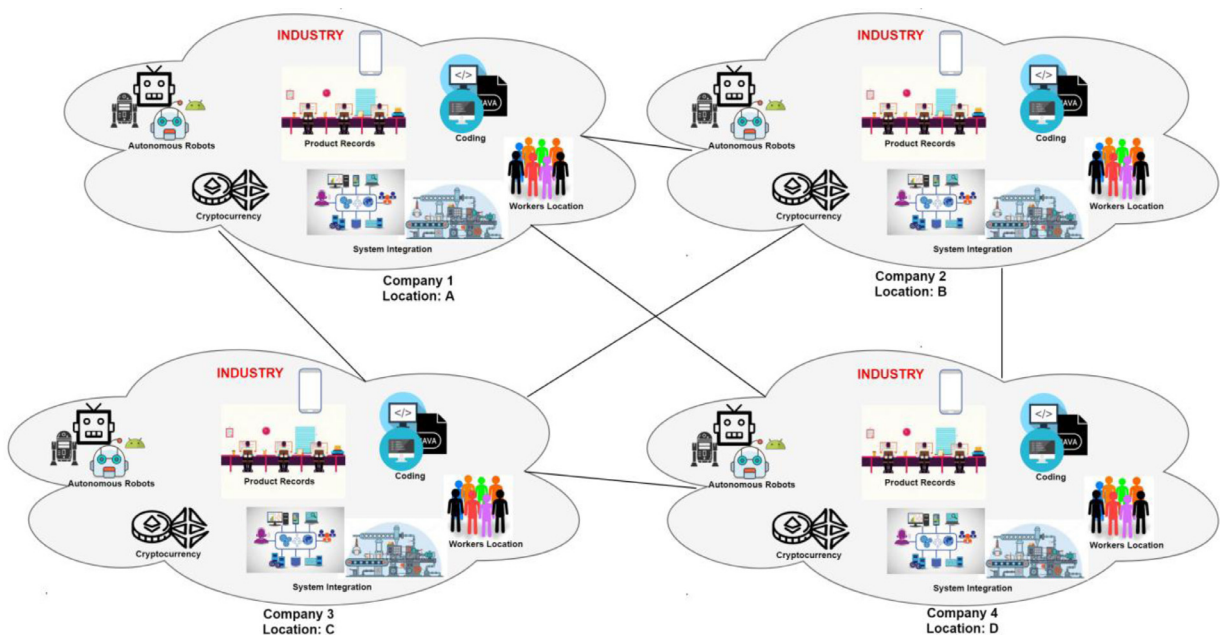 INDUSTRY
</>
JAVA
Coding
Autonomous Robots
Product Records
Cryptocurrency
Workers Location
System Integration
Company 1
Location: A
INDUSTRY
</>
JAVA
Coding
Autonomous Robots
Product Records
Cryptocurrency
Workers Location
System Integration
Company 2
Location: B
INDUSTRY
</>
AVA
Coding
Autonomous Robots
Product Records
Cryptocurrency
Workers Location
System Integration
Company 3
Location: C
INDUSTRY
</>
AVA
Coding
Autonomous Robots
Product Records
Cryptocurrency
Workers Location
System Integration
Company 4
Location: D